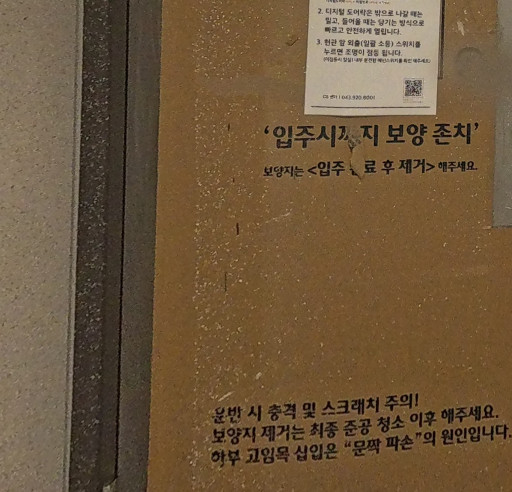 2. 디지털 도어락은 밖으로 나갈 때는
밀고, 들어올 때는 당기는 방식으로
빠르고 안전하게 열립니다.
3. 현관 앞 외출(일괄 소등) 스위치를
누르면 조명이 점등 됩니다.
'입주시까지 보양 존치'
보양지는 <입주 료 후 제거> 해주세요.
운반 시 충격 및 스크래치 주의!
보양지 제거는 최종 준공 청소 이후 해주세요.
하부 고임목 삽입은 "문짝 파손"의 원인입니다.